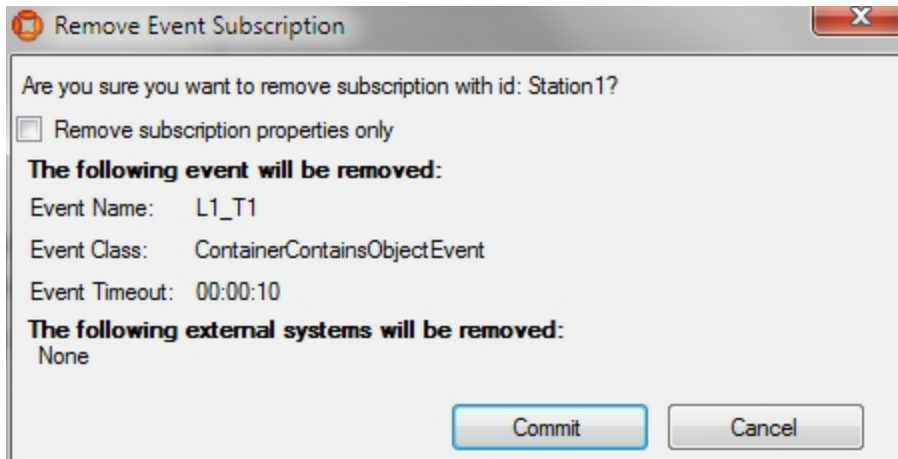 Remove Event Subscription
Are you sure you want to remove subscription with id: Station1?
Remove subscription properties only
The following event will be removed:
Event Name: L1_T1
Event Class: ContainerContainsObjectEvent
Event Timeout: 00:00:10
The following external systems will be removed:
None
Commit Cancel